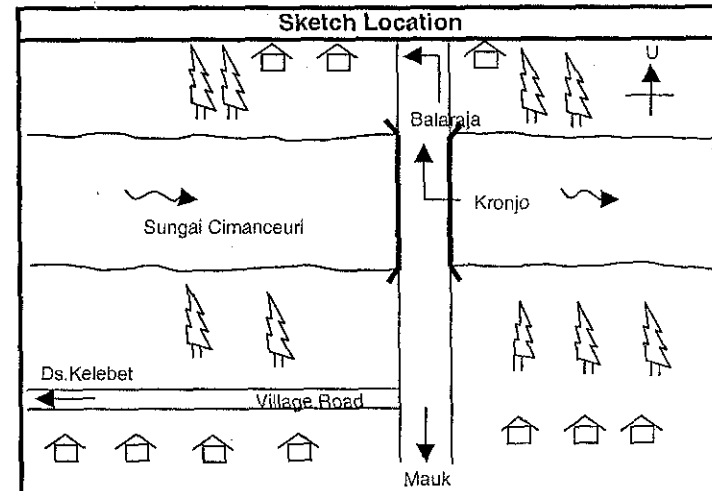 Sketch Location
U
Balaraja
Kronjo
Sungai Cimanceuri
Ds.Kelebet
Village Road
Mauk